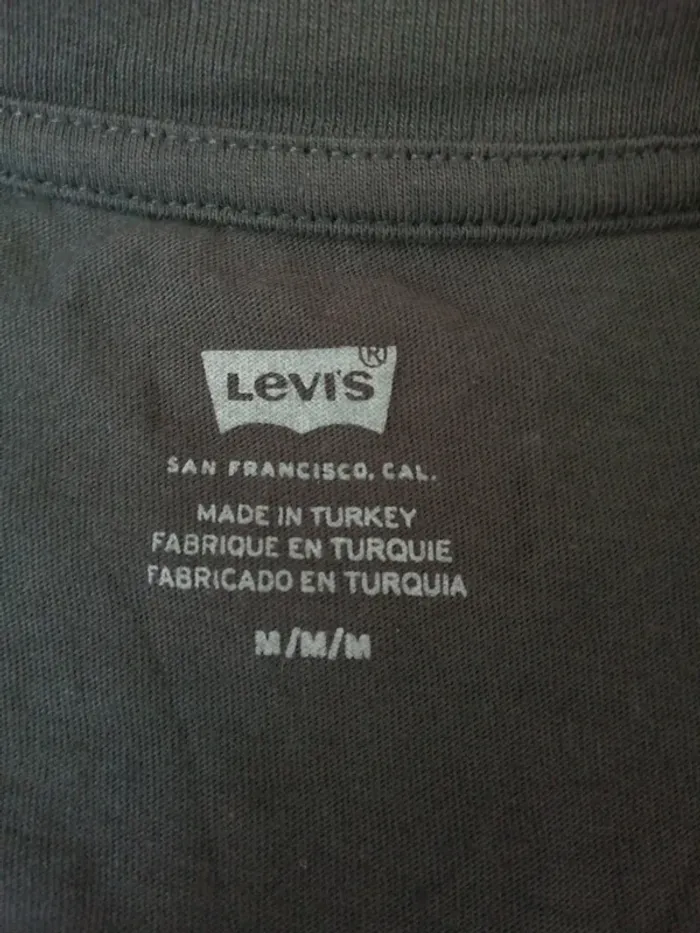 LEVI'S®
SAN FRANCISCO, CAL.
MADE IN TURKEY
FABRIQUE EN TURQUIE
FABRICADO EN TURQUIA
M/M/M